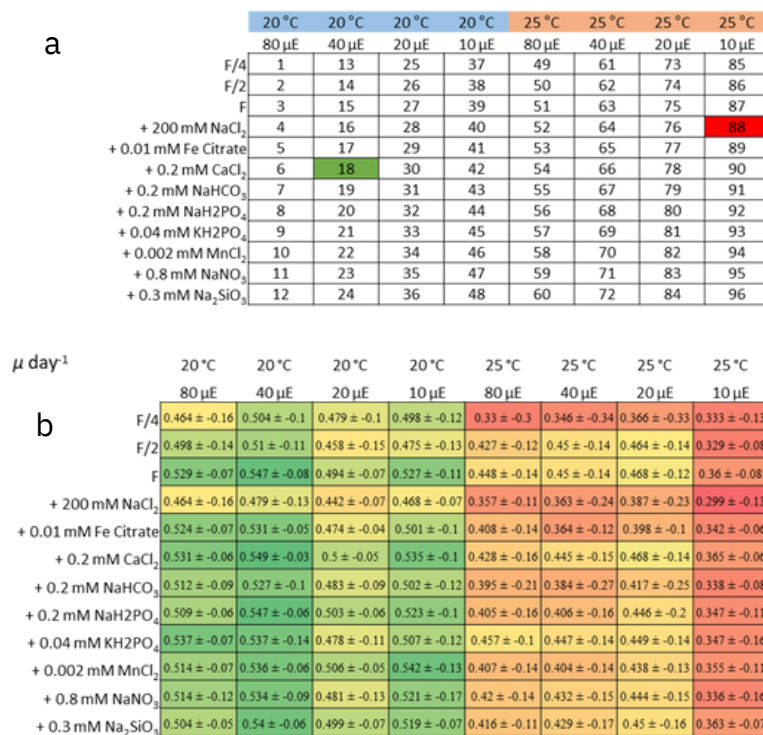 a
20 °C 20 °C 20 °C 20 °C 25 °C 25 °C 25 °C 25 °C
80 µE 40 µE 20 µE 10 µE 80 µE 40 µE 20 µE 10 µE
F/4 1 13 25 37 49 61 73 85
F/2 2 14 26 38 50 62 74 86
F 3 15 27 39 51 63 75 87
+ 200 mM NaCl₂ 4 16 28 40 52 64 76 88
+ 0.01 mM Fe Citrate 5 17 29 41 53 65 77 89
+ 0.2 mM CaCl₂ 6 18 30 42 54 66 78 90
+ 0.2 mM NaHCO₃ 7 19 31 43 55 67 79 91
+ 0.2 mM NaH2PO₄ 8 20 32 44 56 68 80 92
+ 0.04 mM KH2PO₄ 9 21 33 45 57 69 81 93
+ 0.002 mM MnCl₂ 10 22 34 46 58 70 82 94
+ 0.8 mM NaNO₃ 11 23 35 47 59 71 83 95
+ 0.3 mM Na₂SiO₃ 12 24 36 48 60 72 84 96
µ day⁻¹ 20 °C 20 °C 20 °C 20 °C 25 °C 25 °C 25 °C 25 °C
80 µE 40 µE 20 µE 10 µE 80 µE 40 µE 20 µE 10 µE
b
F/4 0.464 ± -0.16 0.504 ± -0.1 0.479 ± -0.1 0.498 ± -0.12 0.33 ± -0.3 0.346 ± -0.34 0.366 ± -0.33 0.333 ± -0.13
F/2 0.498 ± -0.14 0.51 ± -0.11 0.458 ± -0.15 0.475 ± -0.13 0.427 ± -0.12 0.45 ± -0.14 0.464 ± -0.14 0.329 ± -0.08
F 0.529 ± -0.07 0.547 ± -0.08 0.494 ± -0.07 0.527 ± -0.11 0.448 ± -0.14 0.45 ± -0.14 0.468 ± -0.12 0.36 ± -0.08
+ 200 mM NaCl₂ 0.464 ± -0.16 0.479 ± -0.13 0.442 ± -0.07 0.468 ± -0.07 0.357 ± -0.11 0.363 ± -0.24 0.387 ± -0.23 0.299 ± -0.13
+ 0.01 mM Fe Citrate 0.524 ± -0.07 0.531 ± -0.05 0.474 ± -0.04 0.501 ± -0.1 0.408 ± -0.14 0.364 ± -0.12 0.398 ± -0.1 0.342 ± -0.06
+ 0.2 mM CaCl₂ 0.531 ± -0.06 0.549 ± -0.03 0.5 ± -0.05 0.535 ± -0.1 0.428 ± -0.16 0.445 ± -0.15 0.468 ± -0.14 0.365 ± -0.06
+ 0.2 mM NaHCO₃ 0.512 ± -0.09 0.527 ± -0.1 0.483 ± -0.09 0.502 ± -0.12 0.395 ± -0.21 0.384 ± -0.27 0.417 ± -0.25 0.338 ± -0.08
+ 0.2 mM NaH2PO₄ 0.509 ± -0.06 0.547 ± -0.06 0.503 ± -0.06 0.523 ± -0.1 0.405 ± -0.16 0.406 ± -0.16 0.446 ± -0.2 0.347 ± -0.11
+ 0.04 mM KH2PO₄ 0.537 ± -0.07 0.537 ± -0.14 0.478 ± -0.11 0.507 ± -0.12 0.457 ± -0.1 0.447 ± -0.14 0.449 ± -0.14 0.347 ± -0.16
+ 0.002 mM MnCl₂ 0.514 ± -0.07 0.536 ± -0.06 0.506 ± -0.05 0.542 ± -0.13 0.407 ± -0.14 0.404 ± -0.14 0.438 ± -0.13 0.355 ± -0.11
+ 0.8 mM NaNO₃ 0.514 ± -0.12 0.534 ± -0.09 0.481 ± -0.13 0.521 ± -0.17 0.42 ± -0.14 0.432 ± -0.15 0.444 ± -0.15 0.336 ± -0.16
+ 0.3 mM Na₂SiO₃ 0.504 ± -0.05 0.54 ± -0.06 0.499 ± -0.07 0.519 ± -0.07 0.416 ± -0.11 0.429 ± -0.17 0.45 ± -0.16 0.363 ± -0.07